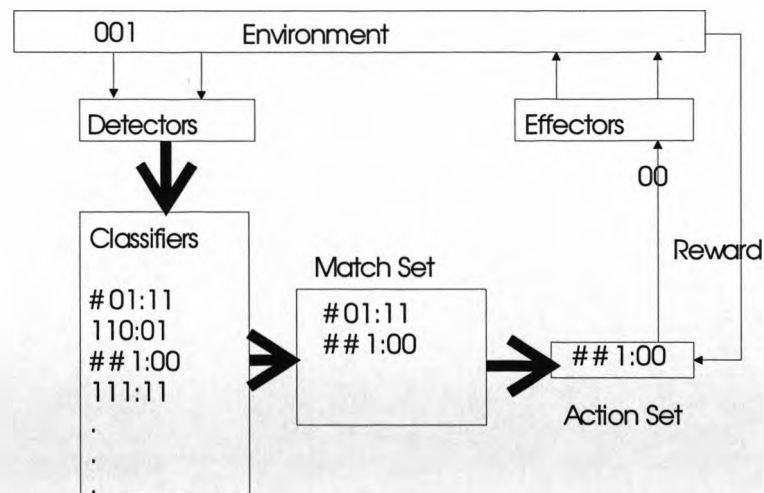 001 Environment
Detectors
Effectors
00
Classifiers
#01:11
110:01
##1:00
111:11
.
.
.
Match Set
#01:11
##1:00
Reward
##1:00
Action Set